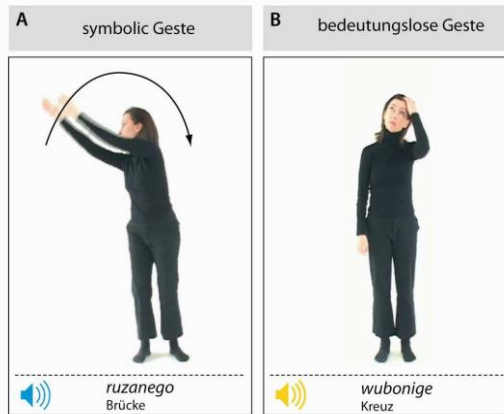 A
symbolic Geste
B
bedeutungslose Geste
ruzanego
Brücke
wubonige
Kreuz